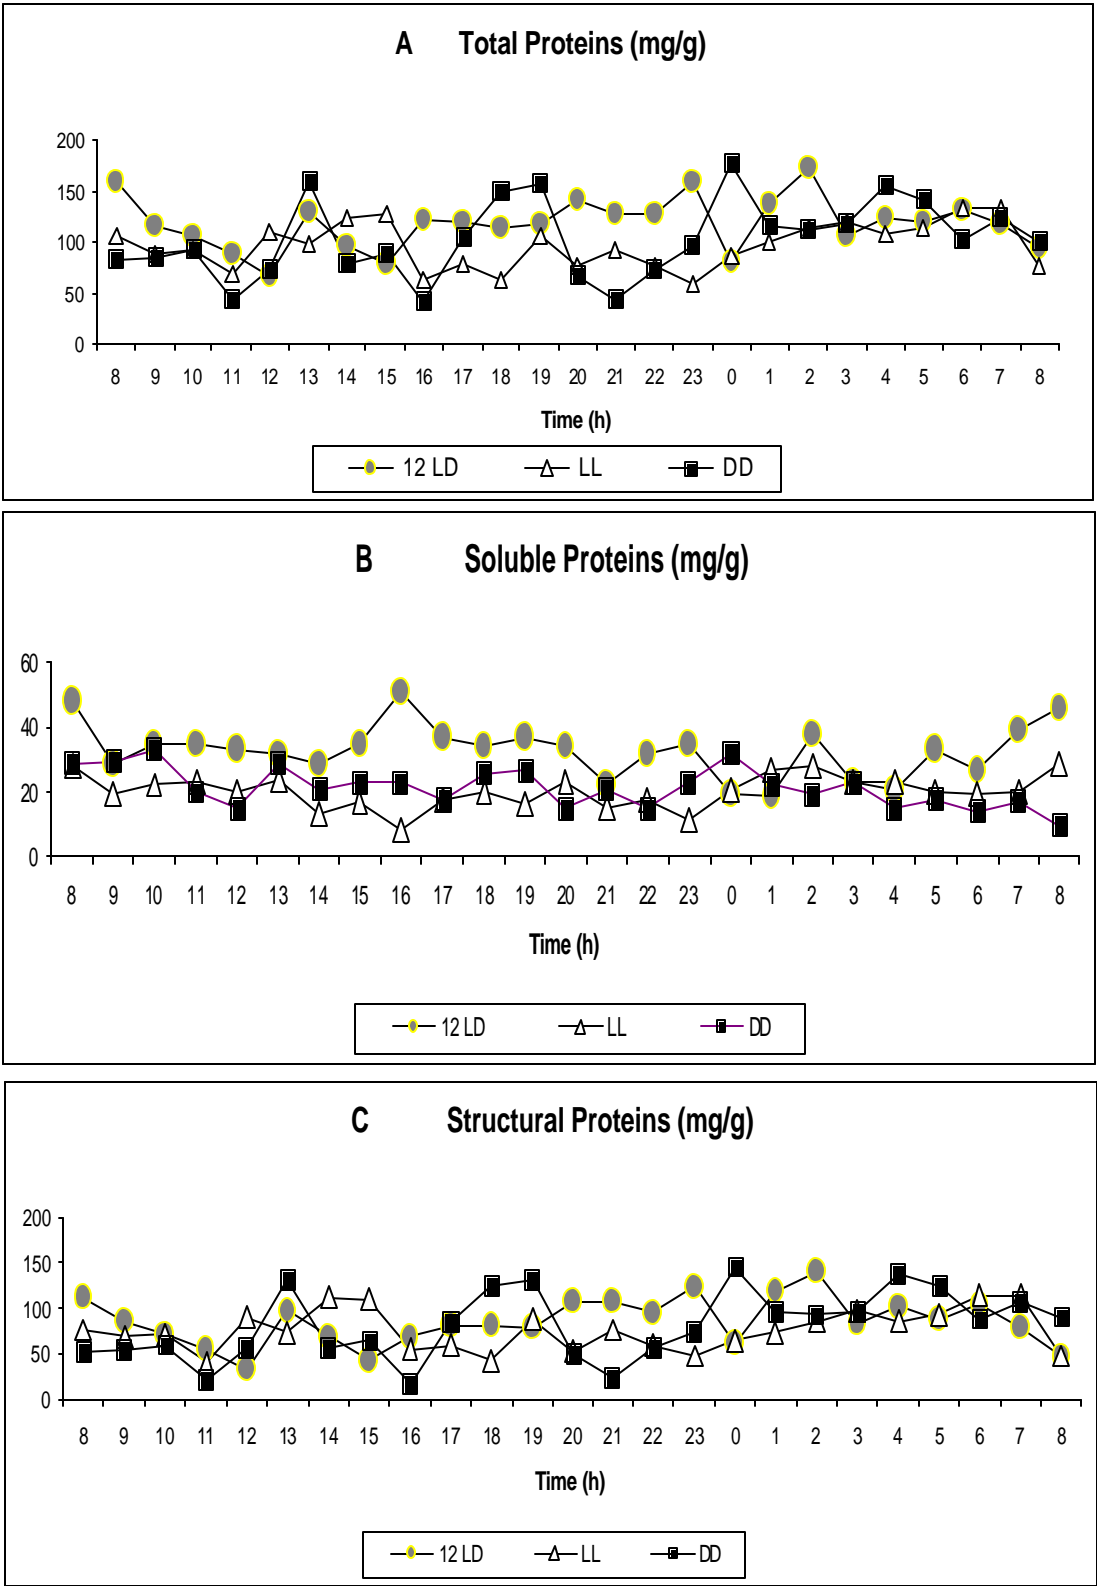 A Total Proteins (mg/g)
200
150
100
50
0
8 9 10 11 12 13 14 15 16 17 18 19 20 21 22 23 0 1 2 3 4 5 6 7 8
Time (h)
12 LD LL DD
B Soluble Proteins (mg/g)
60
40
20
0
8 9 10 11 12 13 14 15 16 17 18 19 20 21 22 23 0 1 2 3 4 5 6 7 8
Time (h)
12 LD LL DD
C Structural Proteins (mg/g)
200
150
100
50
0
8 9 10 11 12 13 14 15 16 17 18 19 20 21 22 23 0 1 2 3 4 5 6 7 8
Time (h)
12 LD LL DD